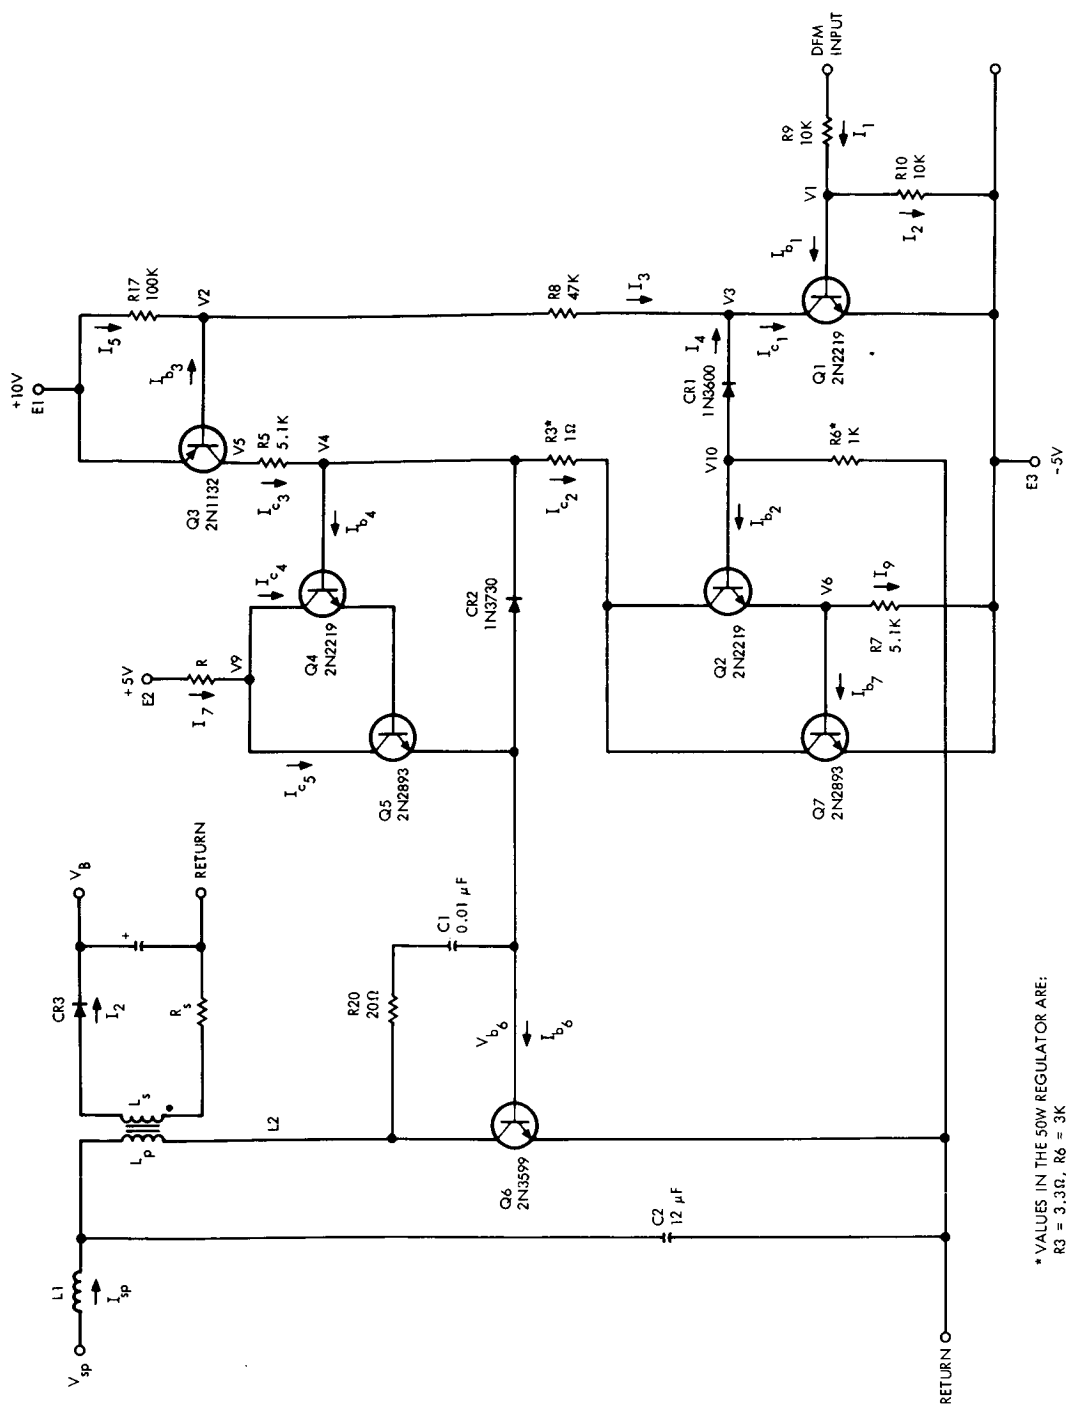 +10V
E1
I5
R17
100K
V2
Ib3
Q3
2N1132
V5
R5
5.1K
Ic3
V4
Ib4
Ic4
Q4
2N2219
+5V
E2
R
I7
V9
Ic5
Q5
2N2893
CR2
1N3730
R3*
1Ω
Ic2
R8
47K
I3
V3
I4
CR1
1N3600
Ic1
Q1
2N2219
Ib1
V1
R9
10K
I1
DFM
INPUT
R10
10K
I2
V10
Ib2
R6*
1K
Q2
2N2219
V6
I9
R7
5.1K
Ib7
Q7
2N2893
E3
-5V
VB
RETURN
CR3
I2
+
Rs
Ls
Lp
L2
R20
20Ω
C1
0.01 μF
Vb6
Ib6
Q6
2N3599
C2
12 μF
L1
Isp
Vsp
RETURN
* VALUES IN THE 50W REGULATOR ARE:
R3 = 3.3Ω, R6 = 3K